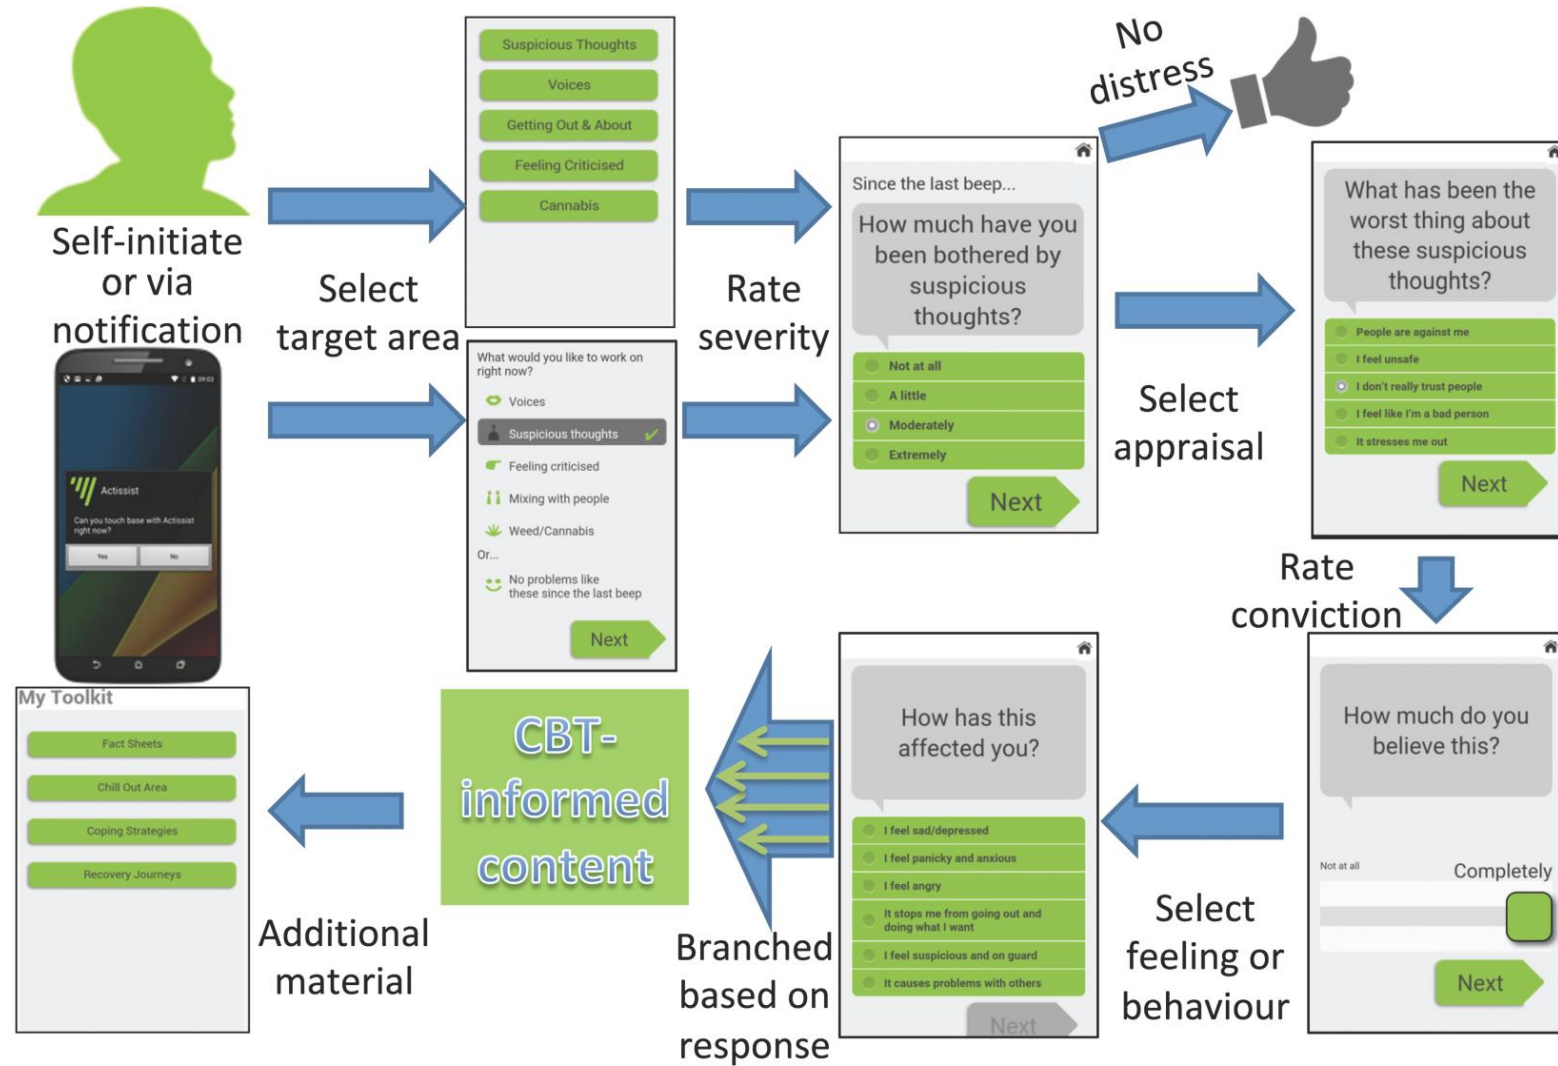 Self-initiate
or via
notification
09:03
Actissist
Can you touch base with Actissist
right now?
Yes
No
Select
target area
Suspicious Thoughts
Voices
Getting Out & About
Feeling Criticised
Cannabis
What would you like to work on
right now?
Voices
Suspicious thoughts
Feeling criticised
Mixing with people
Weed/Cannabis
Or...
No problems like
these since the last beep
Next
Rate
severity
Since the last beep...
How much have you
been bothered by
suspicious
thoughts?
Not at all
A little
Moderately
Extremely
Next
No
distress
Select
appraisal
What has been the
worst thing about
these suspicious
thoughts?
People are against me
I feel unsafe
I don't really trust people
I feel like I'm a bad person
It stresses me out
Next
Rate
conviction
How much do you
believe this?
Not at all
Completely
Next
Select
feeling or
behaviour
How has this
affected you?
I feel sad/depressed
I feel panicky and anxious
I feel angry
It stops me from going out and
doing what I want
I feel suspicious and on guard
It causes problems with others
Next
Branched
based on
response
CBT-
informed
content
Additional
material
My Toolkit
Fact Sheets
Chill Out Area
Coping Strategies
Recovery Journeys